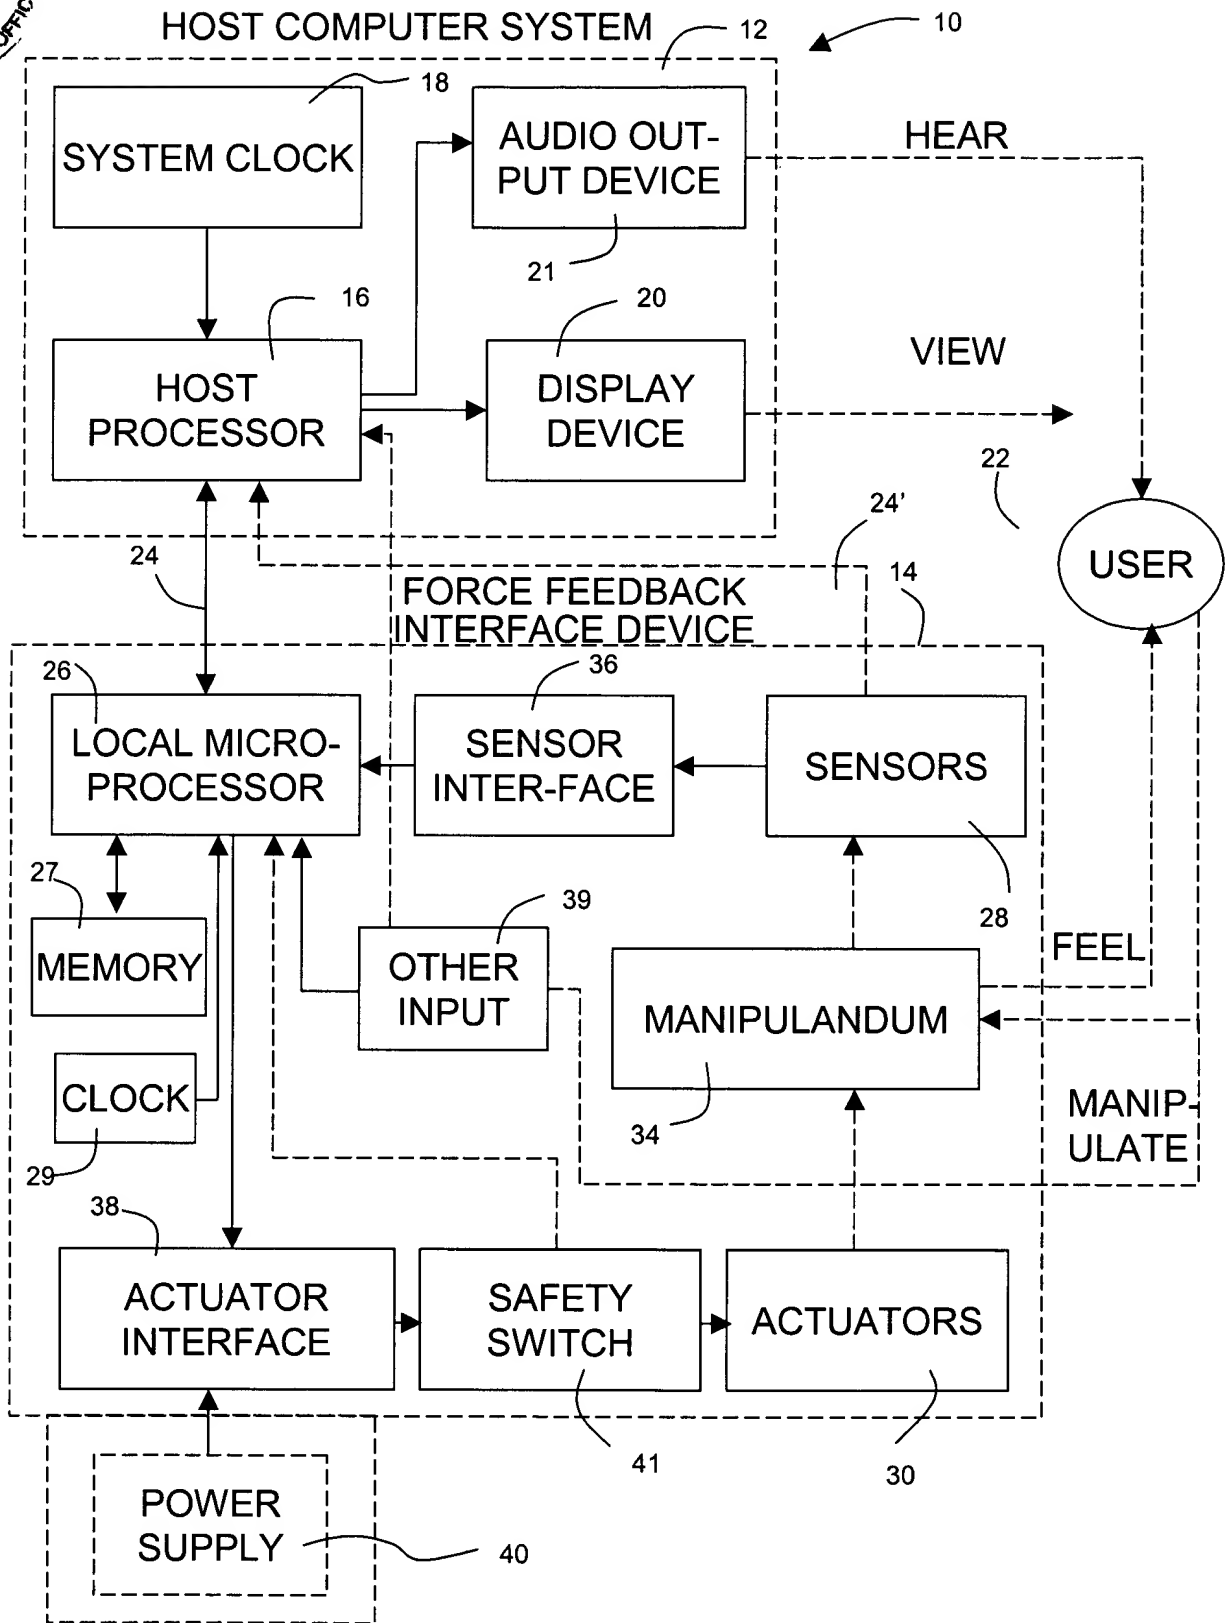 OFFIC
HOST COMPUTER SYSTEM
12
10
18
SYSTEM CLOCK
AUDIO OUT-
PUT DEVICE
HEAR
21
16
20
VIEW
HOST
PROCESSOR
DISPLAY
DEVICE
22
24'
24
USER
FORCE FEEDBACK
INTERFACE DEVICE
14
26
36
LOCAL MICRO-
PROCESSOR
SENSOR
INTER-FACE
SENSORS
27
39
28
MEMORY
OTHER
INPUT
FEEL
MANIPULANDUM
CLOCK
MANIP-
ULATE
34
29
38
ACTUATOR
INTERFACE
SAFETY
SWITCH
ACTUATORS
41
30
POWER
SUPPLY
40